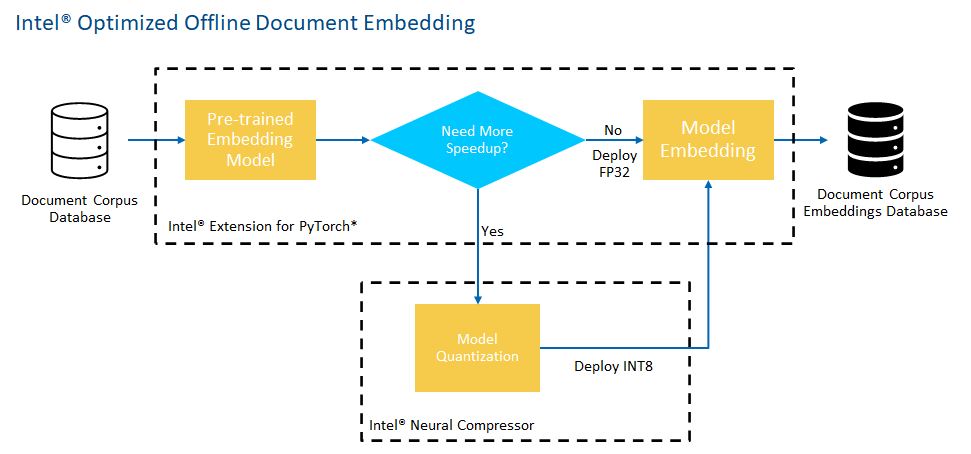 Intel® Optimized Offline Document Embedding
Pre-trained
Embedding
Model
Need More
Speedup?
No
Deploy
FP32
Model
Embedding
Document Corpus
Database
Document Corpus
Embeddings Database
Intel® Extension for PyTorch*
Yes
Model
Quantization
Deploy INT8
Intel® Neural Compressor